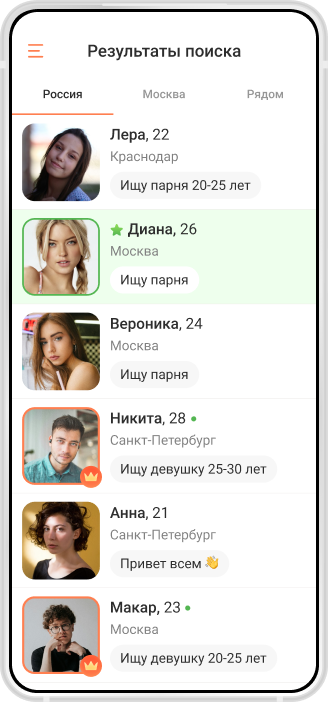 Результаты поиска
Россия Москва Рядом
Лера, 22
Краснодар
Ищу парня 20-25 лет
Диана, 26
Москва
Ищу парня
Вероника, 24
Москва
Ищу парня
Никита, 28
Санкт-Петербург
Ищу девушку 25-30 лет
Анна, 21
Санкт-Петербург
Привет всем 👋
Макар, 23
Москва
Ищу девушку 20-25 лет